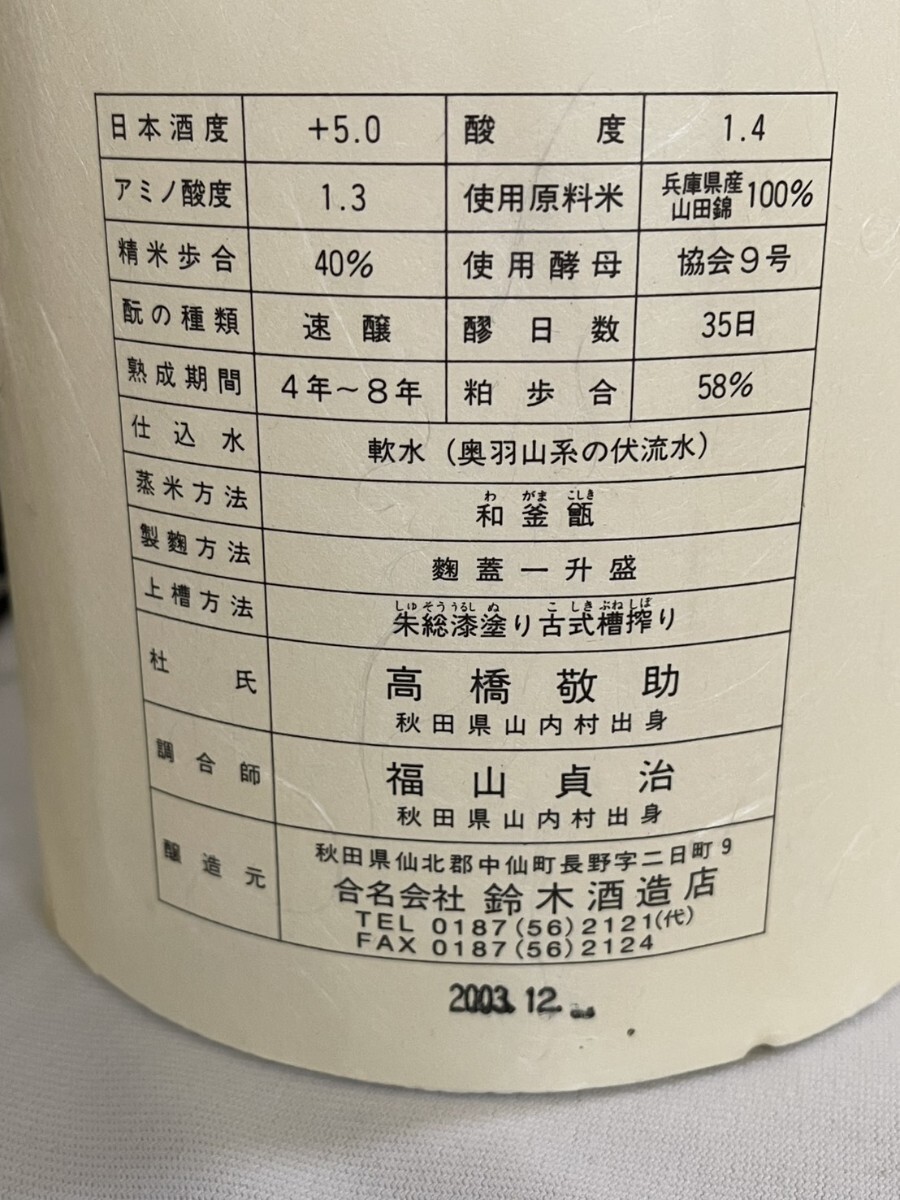 日本酒度 +5.0 酸度 1.4
アミノ酸度 1.3 使用原料米 兵庫県産山田錦100%
精米歩合 40% 使用酵母 協会9号
酛の種類 速醸 醪日数 35日
熟成期間 4年〜8年 粕歩合 58%
仕込水 軟水(奥羽山系の伏流水)
わ がま こしき
蒸米方法 和釜甑
製麴方法 麴蓋一升盛
しゅ そう うるし ぬ こ しき ぶね しぼ
上槽方法 朱総漆塗り古式槽搾り
杜氏 高橋敬助
秋田県山内村出身
調合師 福山貞治
秋田県山内村出身
醸造元 秋田県仙北郡中仙町長野字二日町9
合名会社 鈴木酒造店
TEL 0187(56)2121(代)
FAX 0187(56)2124
2003.12.